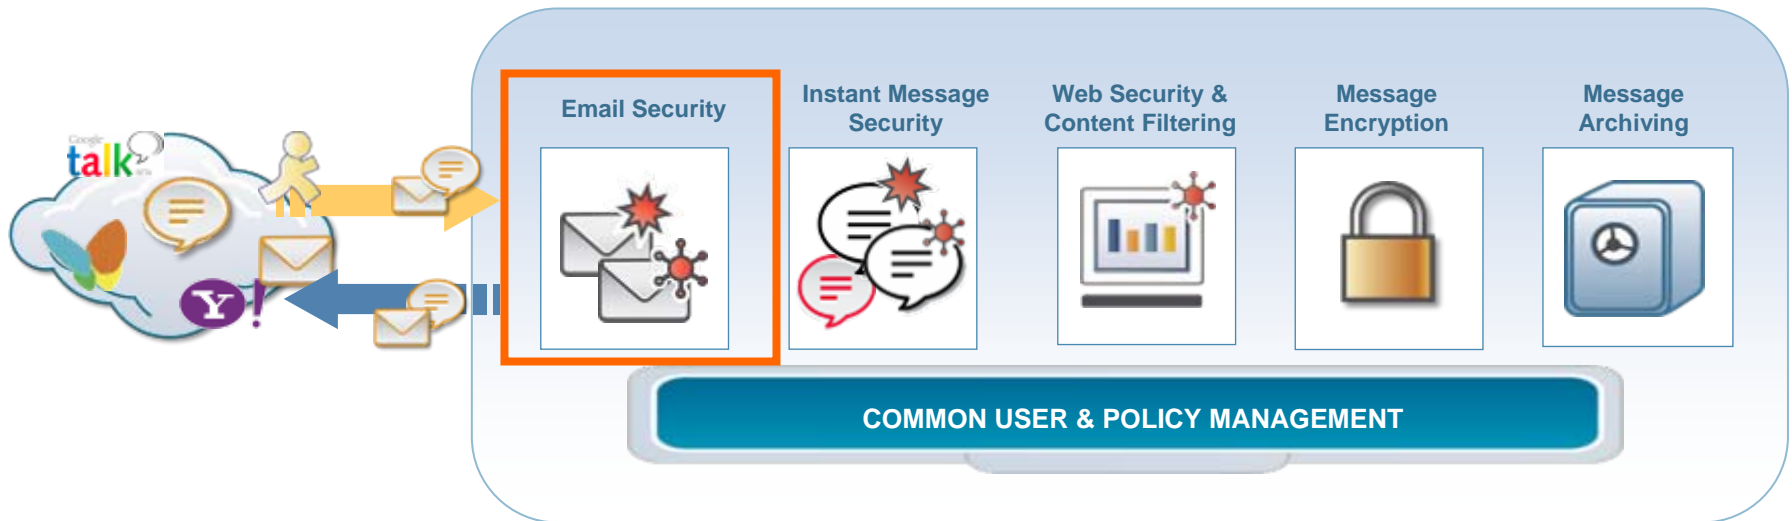 Google
talk
Y!
Email Security
Instant Message
Security
Web Security &
Content Filtering
Message
Encryption
Message
Archiving
COMMON USER & POLICY MANAGEMENT